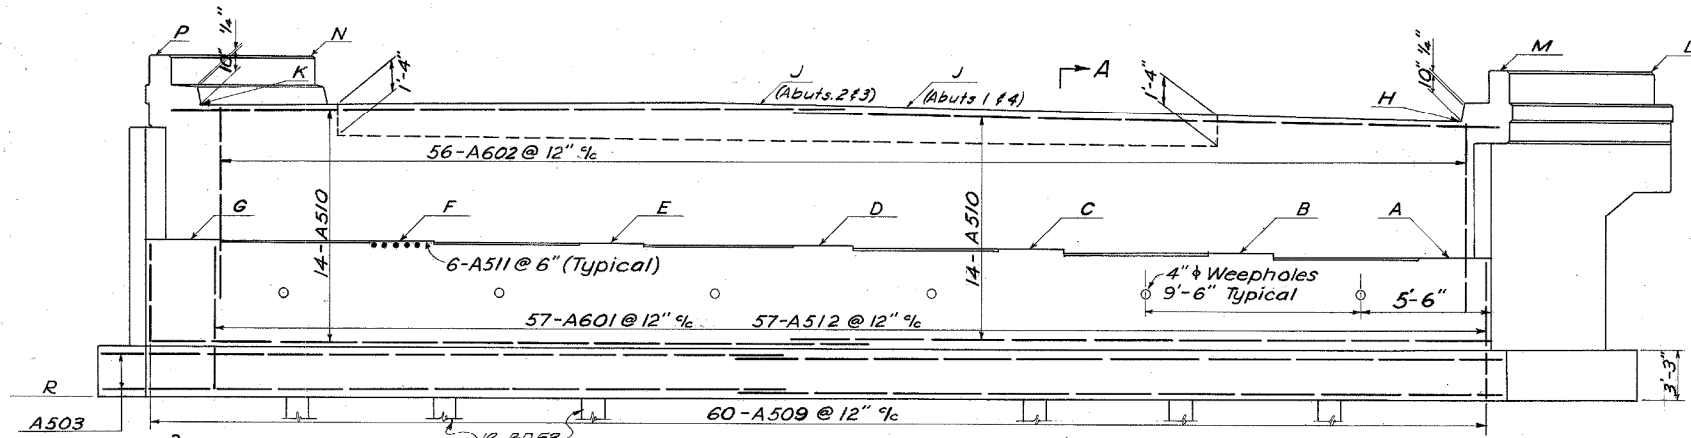 P
N
10" ¼"
K
1'-4"
J
(Abuts. 2 & 3)
J
(Abuts 1 & 4)
A
1'-4"
10" ¼"
H
M
L
56-A602 @ 12" c/c
14-A510
14-A510
G
F
E
D
C
B
A
6-A511 @ 6" (Typical)
4" ϕ Weepholes
9'-6" Typical
5'-6"
57-A601 @ 12" c/c
57-A512 @ 12" c/c
3'-3"
R
A503
60-A509 @ 12" c/c